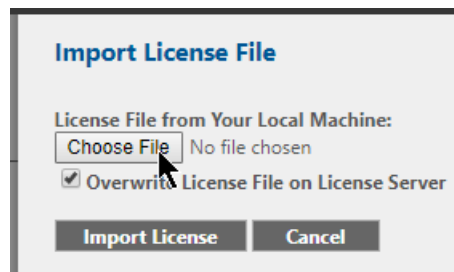 Import License File
License File from Your Local Machine:
Choose File No file chosen
Overwrite License File on License Server
Import License Cancel